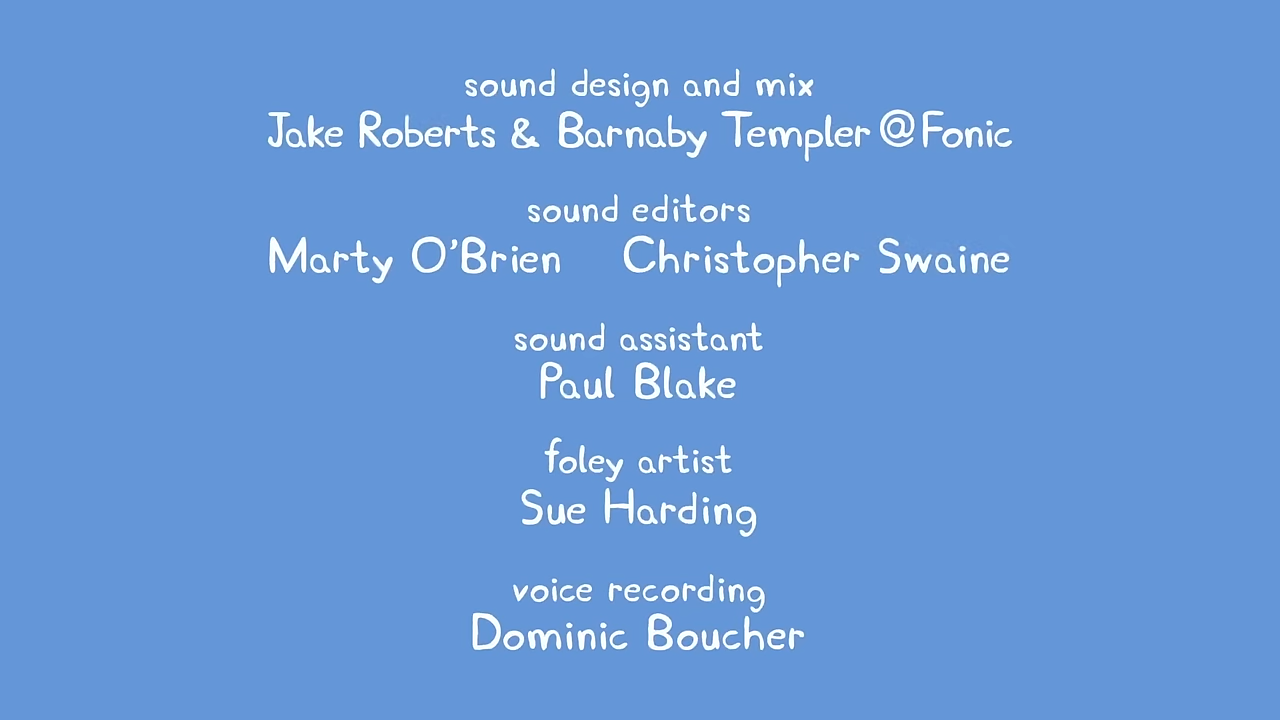 sound design and mix
Jake Roberts & Barnaby Templer @ Fonic
sound editors
Marty O'Brien Christopher Swaine
sound assistant
Paul Blake
foley artist
Sue Harding
voice recording
Dominic Boucher